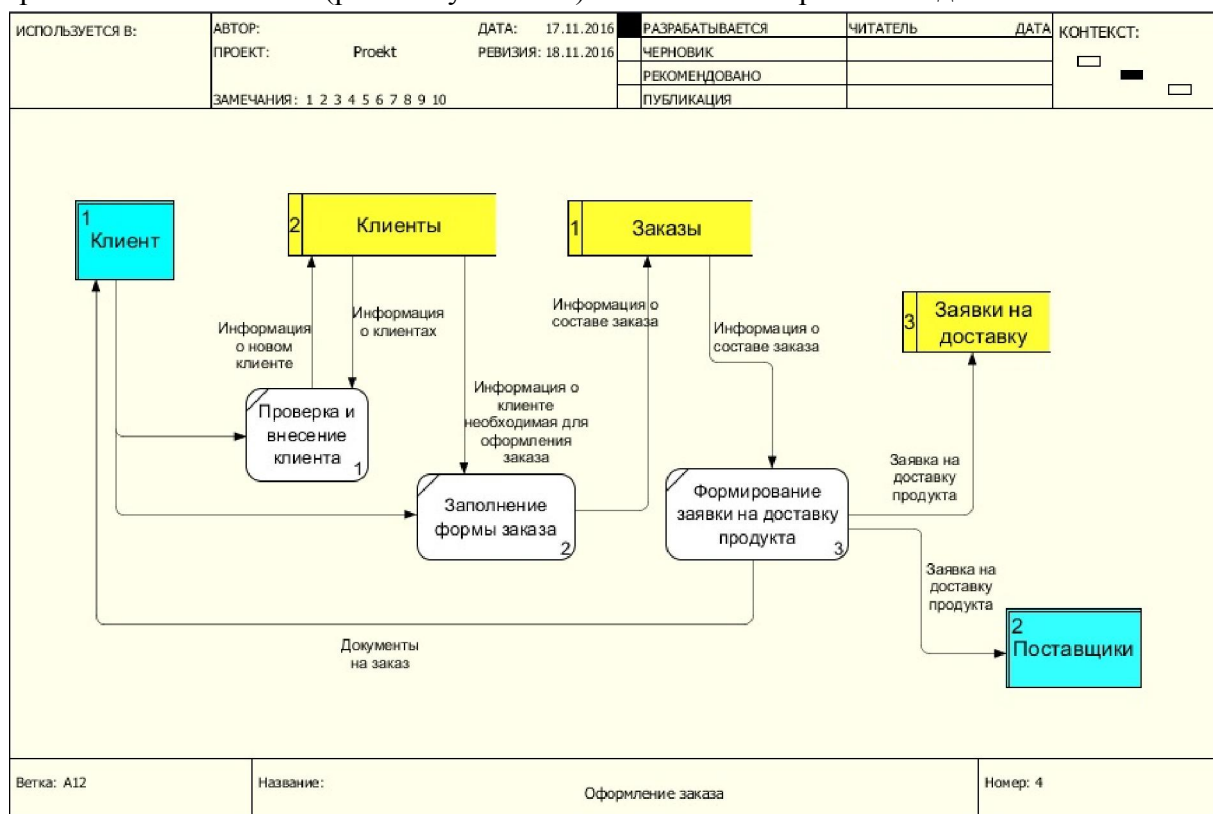 ИСПОЛЬЗУЕТСЯ В:
АВТОР:
ДАТА: 17.11.2016
РАЗРАБАТЫВАЕТСЯ
ЧИТАТЕЛЬ
ДАТА
КОНТЕКСТ:
ПРОЕКТ: Proekt
РЕВИЗИЯ: 18.11.2016
ЧЕРНОВИК
РЕКОМЕНДОВАНО
ЗАМЕЧАНИЯ: 1 2 3 4 5 6 7 8 9 10
ПУБЛИКАЦИЯ
1
Клиент
2
Клиенты
1
Заказы
3
Заявки на
доставку
Информация
о новом
клиенте
Информация
о клиентах
Информация о
составе заказа
Информация о
составе заказа
Информация о
клиенте
необходимая для
оформления
заказа
Проверка и
внесение
клиента
1
Заполнение
формы заказа
2
Формирование
заявки на доставку
продукта
3
Заявка на
доставку
продукта
Заявка на
доставку
продукта
2
Поставщики
Документы
на заказ
Ветка: A12
Название:
Оформление заказа
Номер: 4